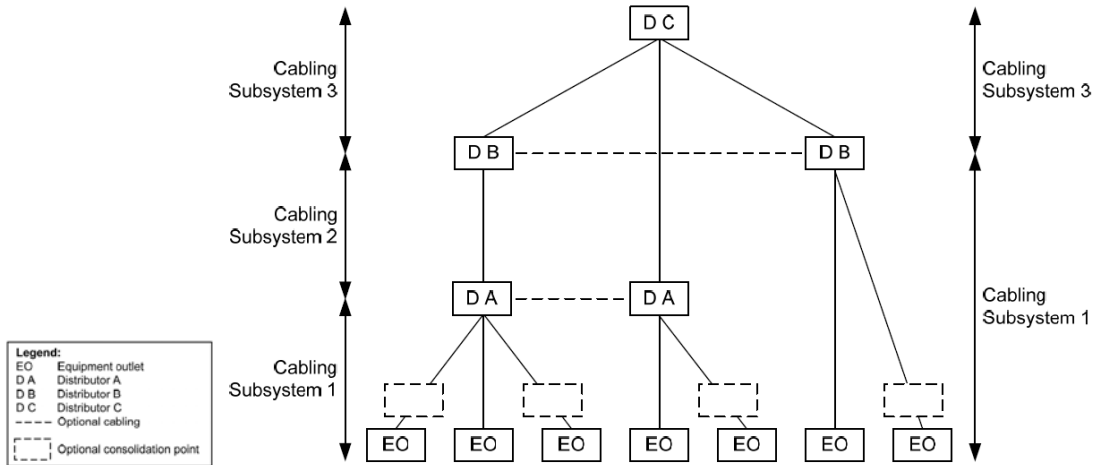 D C
Cabling
Subsystem 3
Cabling
Subsystem 3
D B
D B
Cabling
Subsystem 2
D A
D A
Cabling
Subsystem 1
Cabling
Subsystem 1
EO
EO
EO
EO
EO
EO
EO
Legend:
EO Equipment outlet
D A Distributor A
D B Distributor B
D C Distributor C
Optional cabling
Optional consolidation point